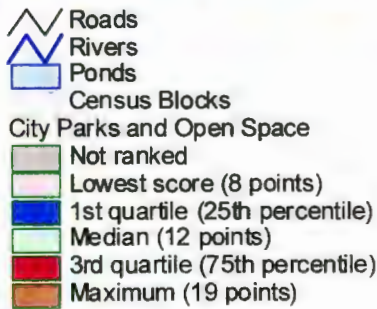 Roads
Rivers
Ponds
Census Blocks
City Parks and Open Space
Not ranked
Lowest score (8 points)
1st quartile (25th percentile)
Median (12 points)
3rd quartile (75th percentile)
Maximum (19 points)